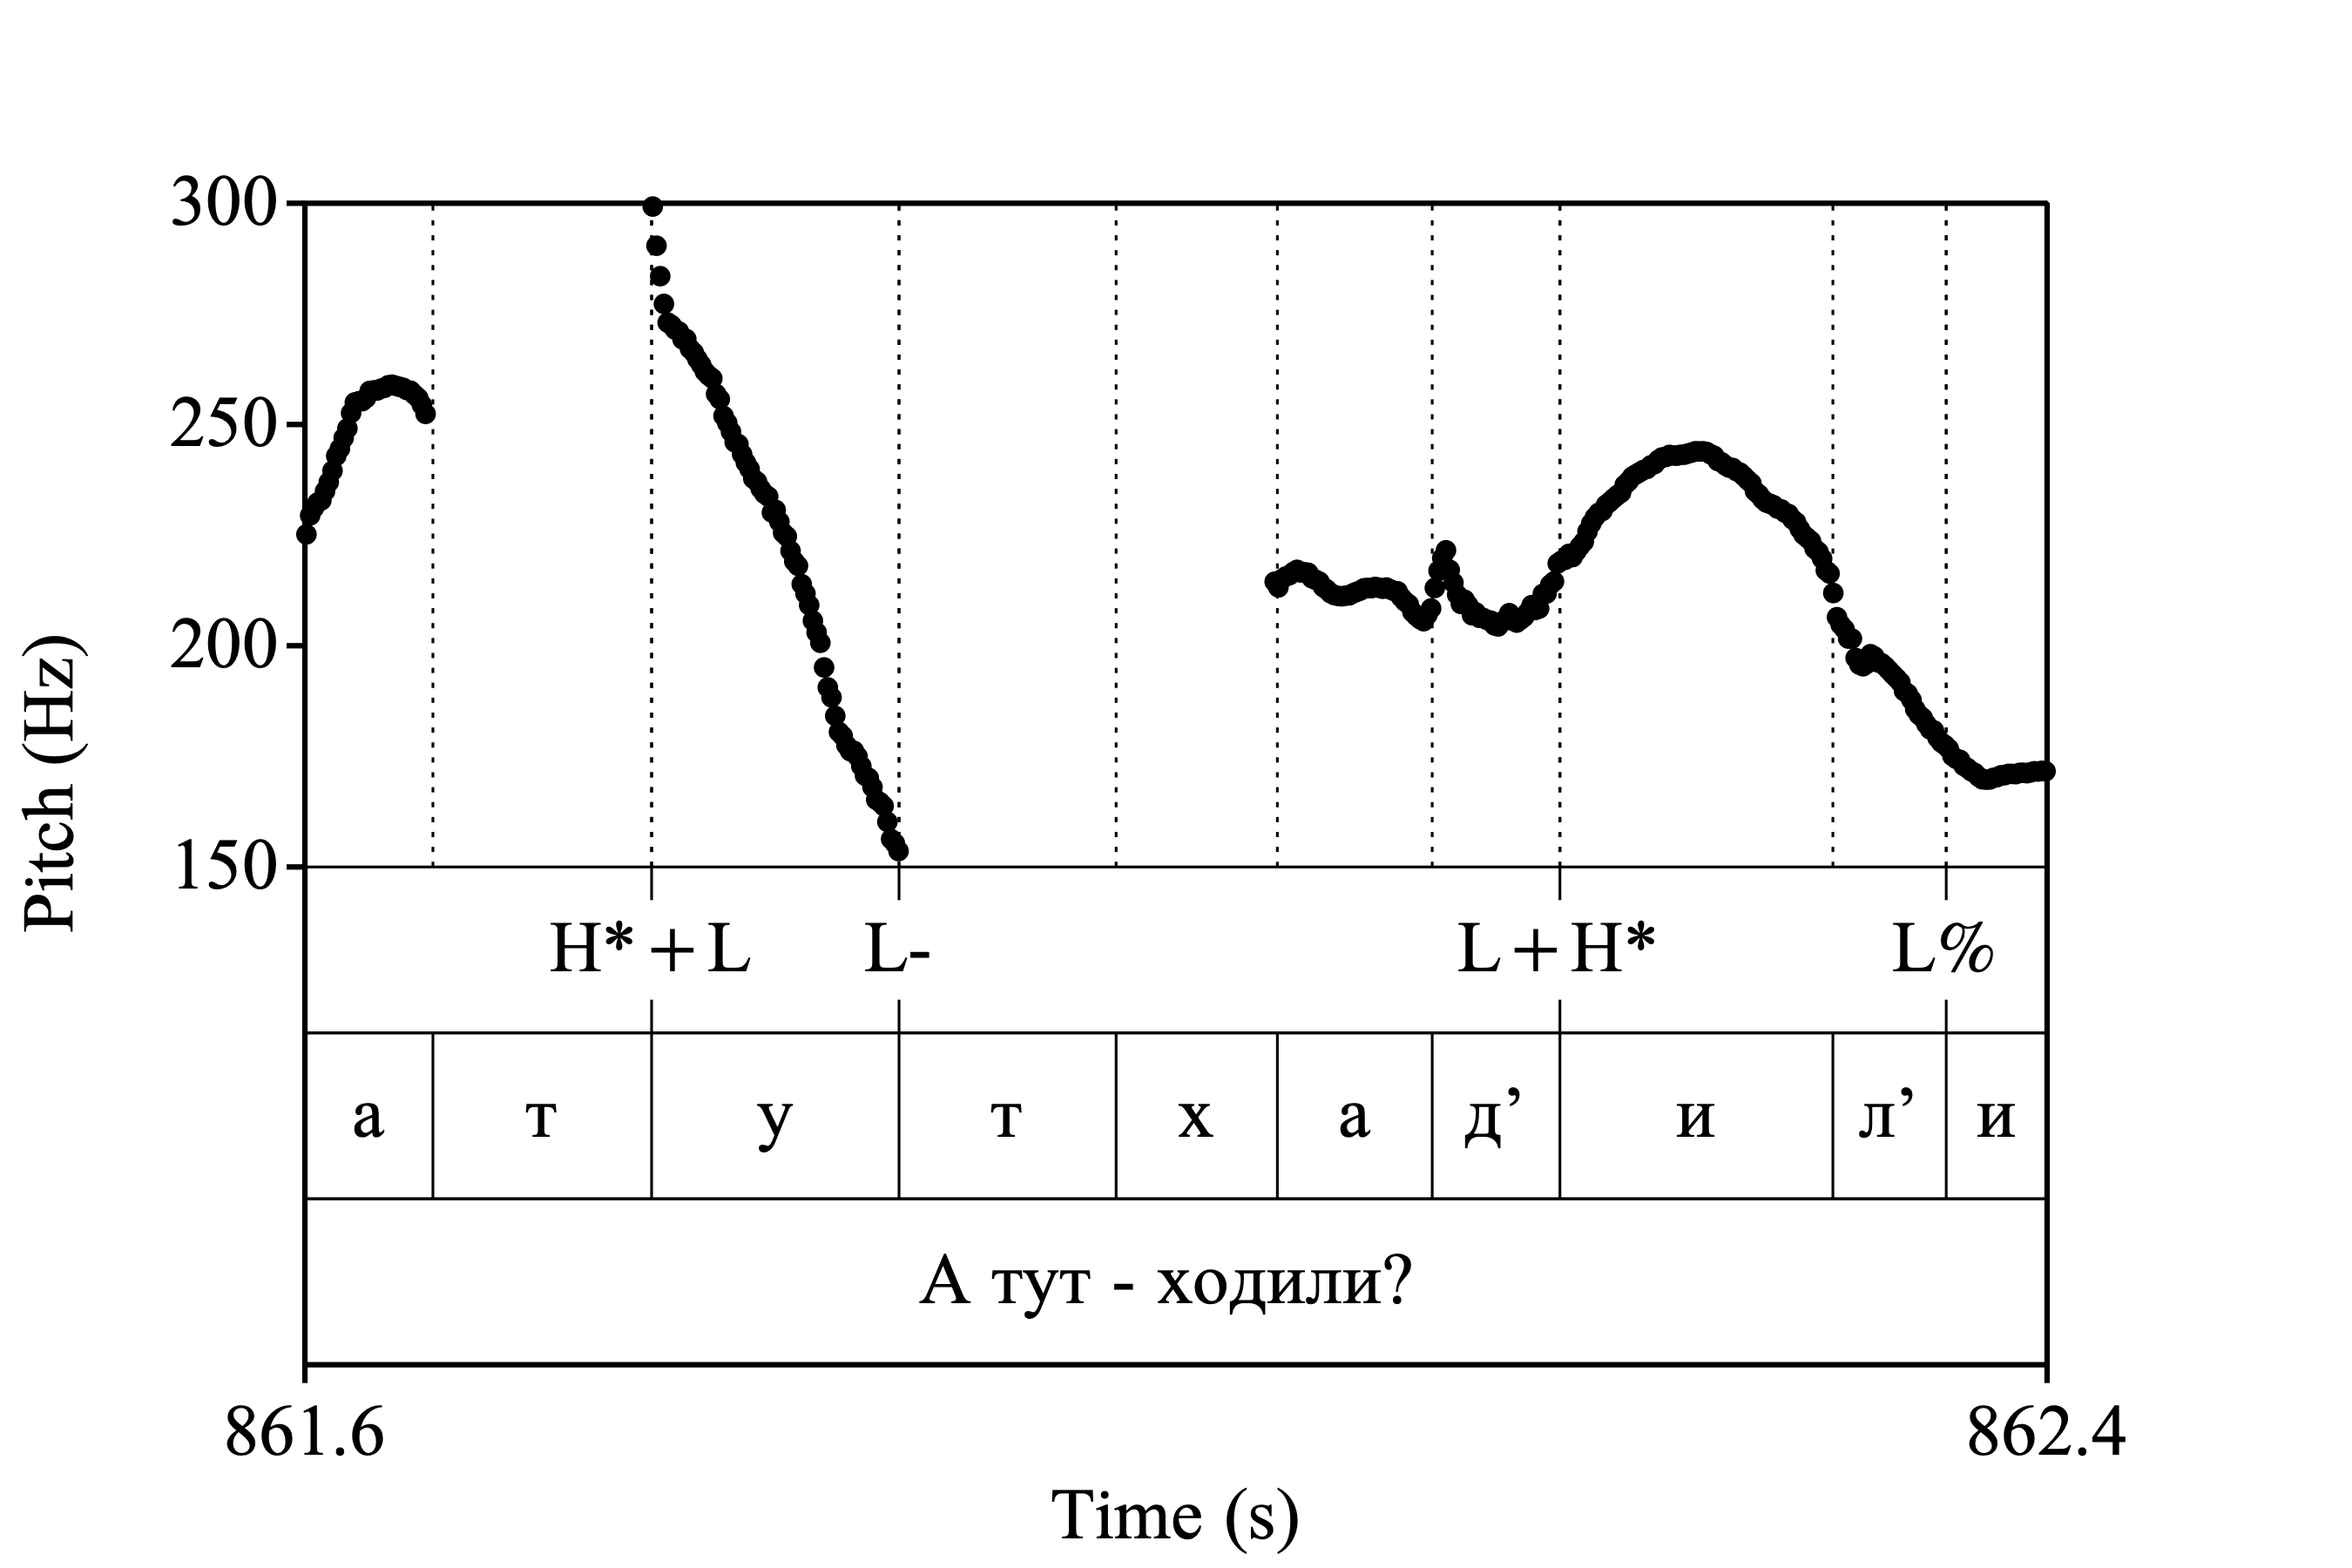 300
250
200
150
Pitch (Hz)
H*+L L- L+H* L%
а т у т х а д’ и л’ и
А тут - ходили?
861.6 862.4
Time (s)